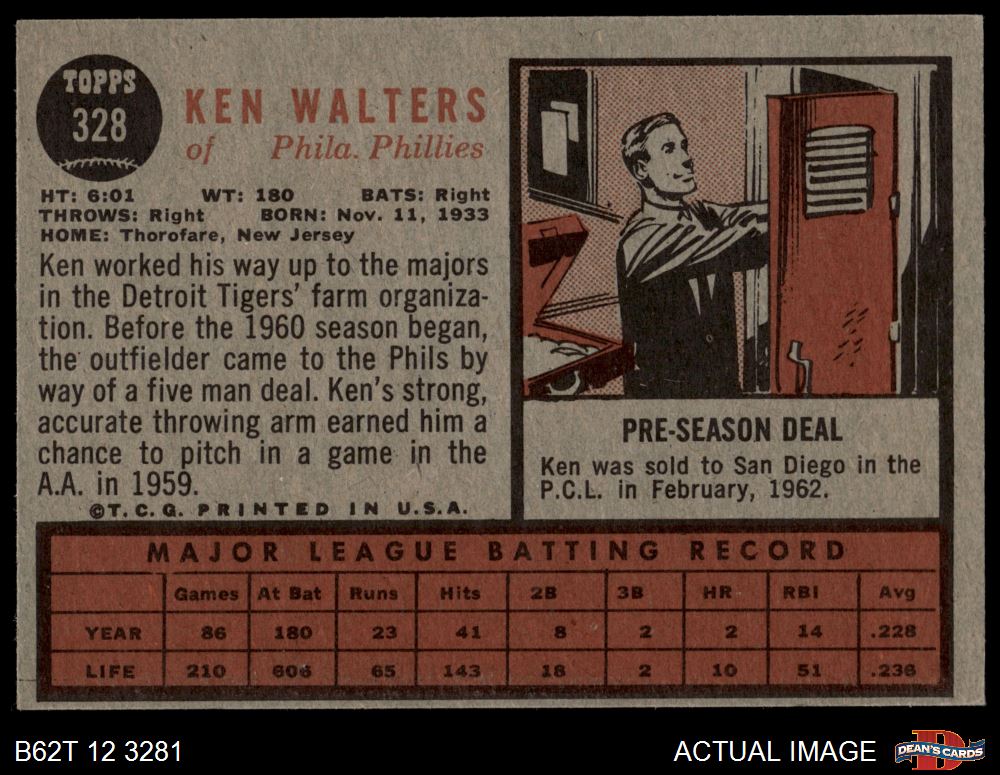 TOPPS
328
KEN WALTERS
of Phila. Phillies
HT: 6:01 WT: 180 BATS: Right
THROWS: Right BORN: Nov. 11, 1933
HOME: Thorofare, New Jersey
Ken worked his way up to the majors
in the Detroit Tigers' farm organiza-
tion. Before the 1960 season began,
the outfielder came to the Phils by
way of a five man deal. Ken's strong,
accurate throwing arm earned him a
chance to pitch in a game in the
A.A. in 1959.
©T.C.G. PRINTED IN U.S.A.
PRE-SEASON DEAL
Ken was sold to San Diego in the
P.C.L. in February, 1962.
MAJOR LEAGUE BATTING RECORD
Games At Bat Runs Hits 2B 3B HR RBI Avg
YEAR 86 180 23 41 8 2 2 14 .228
LIFE 210 606 65 143 18 2 10 51 .236
B62T 12 3281
ACTUAL IMAGE
D
DEAN'S CARDS